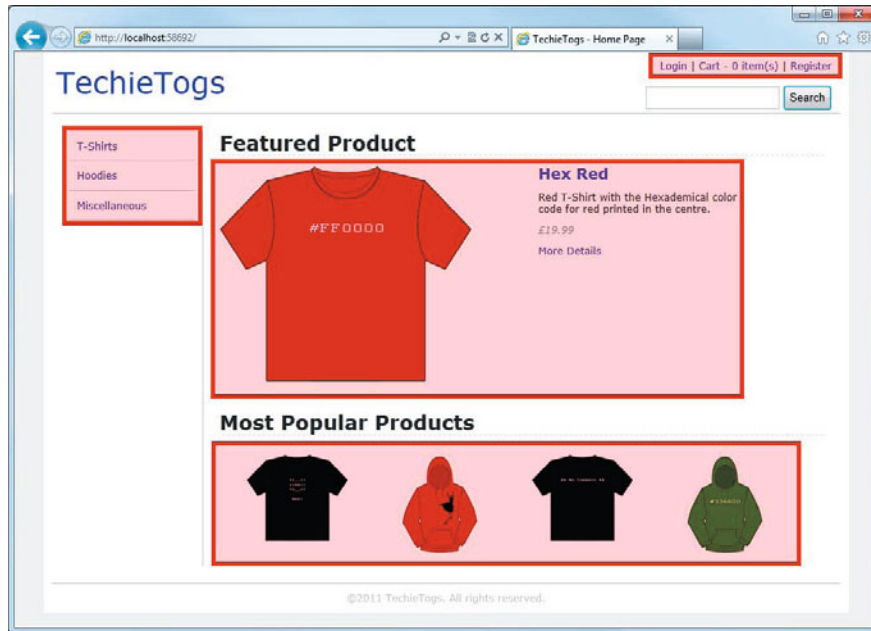 http://localhost:58692/
TechieTogs - Home Page
Login | Cart - 0 item(s) | Register
TechieTogs
Search
T-Shirts
Hoodies
Miscellaneous
Featured Product
#FF0000
Hex Red
Red T-Shirt with the Hexademical color
code for red printed in the centre.
£19.99
More Details
Most Popular Products
©2011 TechieTogs. All rights reserved.